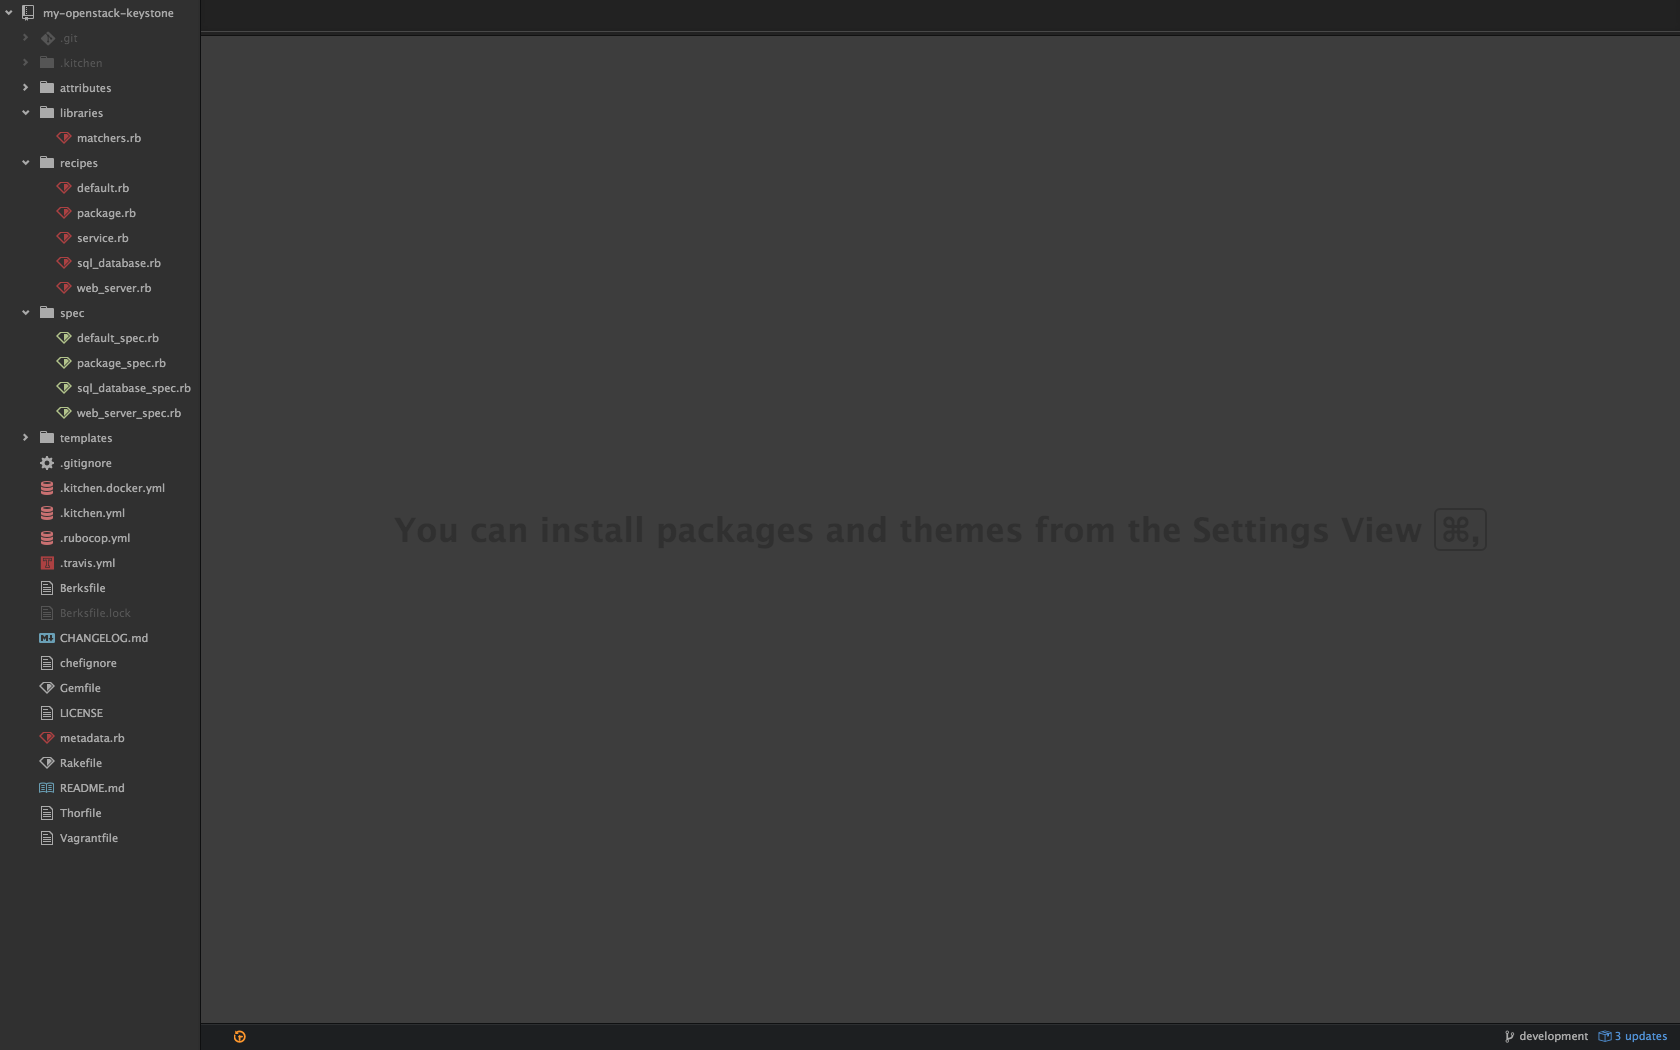 my-openstack-keystone
.git
.kitchen
attributes
libraries
matchers.rb
recipes
default.rb
package.rb
service.rb
sql_database.rb
web_server.rb
spec
default_spec.rb
package_spec.rb
sql_database_spec.rb
web_server_spec.rb
templates
.gitignore
.kitchen.docker.yml
.kitchen.yml
.rubocop.yml
.travis.yml
Berksfile
Berksfile.lock
CHANGELOG.md
chefignore
Gemfile
LICENSE
metadata.rb
Rakefile
README.md
Thorfile
Vagrantfile
You can install packages and themes from the Settings View ⌘,
development 3 updates